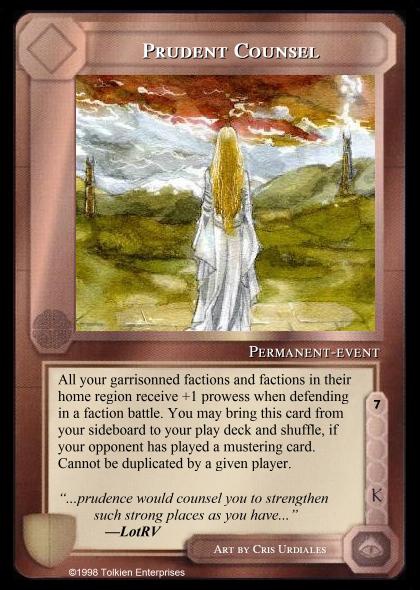 Prudent Counsel
Permanent-event
All your garrisonned factions and factions in their
home region receive +1 prowess when defending
in a faction battle. You may bring this card from
your sideboard to your play deck and shuffle, if
your opponent has played a mustering card.
Cannot be duplicated by a given player.
7
K
“...prudence would counsel you to strengthen
such strong places as you have...”
—LotRV
Art by Cris Urdiales
©1998 Tolkien Enterprises